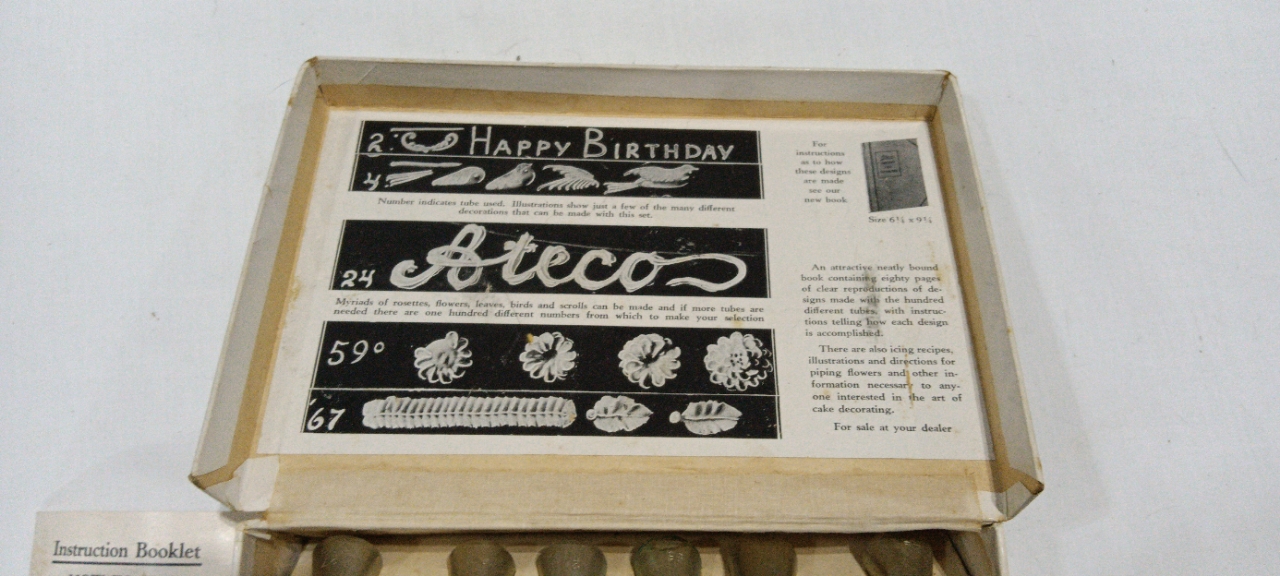 2
HAPPY BIRTHDAY
4
Number indicates tube used. Illustrations show just a few of the many different
decorations that can be made with this set.
24
Ateco
Myriads of rosettes, flowers, leaves, birds and scrolls can be made and if more tubes are
needed there are one hundred different numbers from which to make your selection
59°
67
For
instructions
as to how
these designs
are made
see our
new book
Size 6¾ x 9¾
An attractive neatly bound
book containing eighty pages
of clear reproductions of de-
signs made with the hundred
different tubes, with instruc-
tions telling how each design
is accomplished.
There are also icing recipes,
illustrations and directions for
piping flowers and other in-
formation necessary to any-
one interested in the art of
cake decorating.
For sale at your dealer
Instruction Booklet